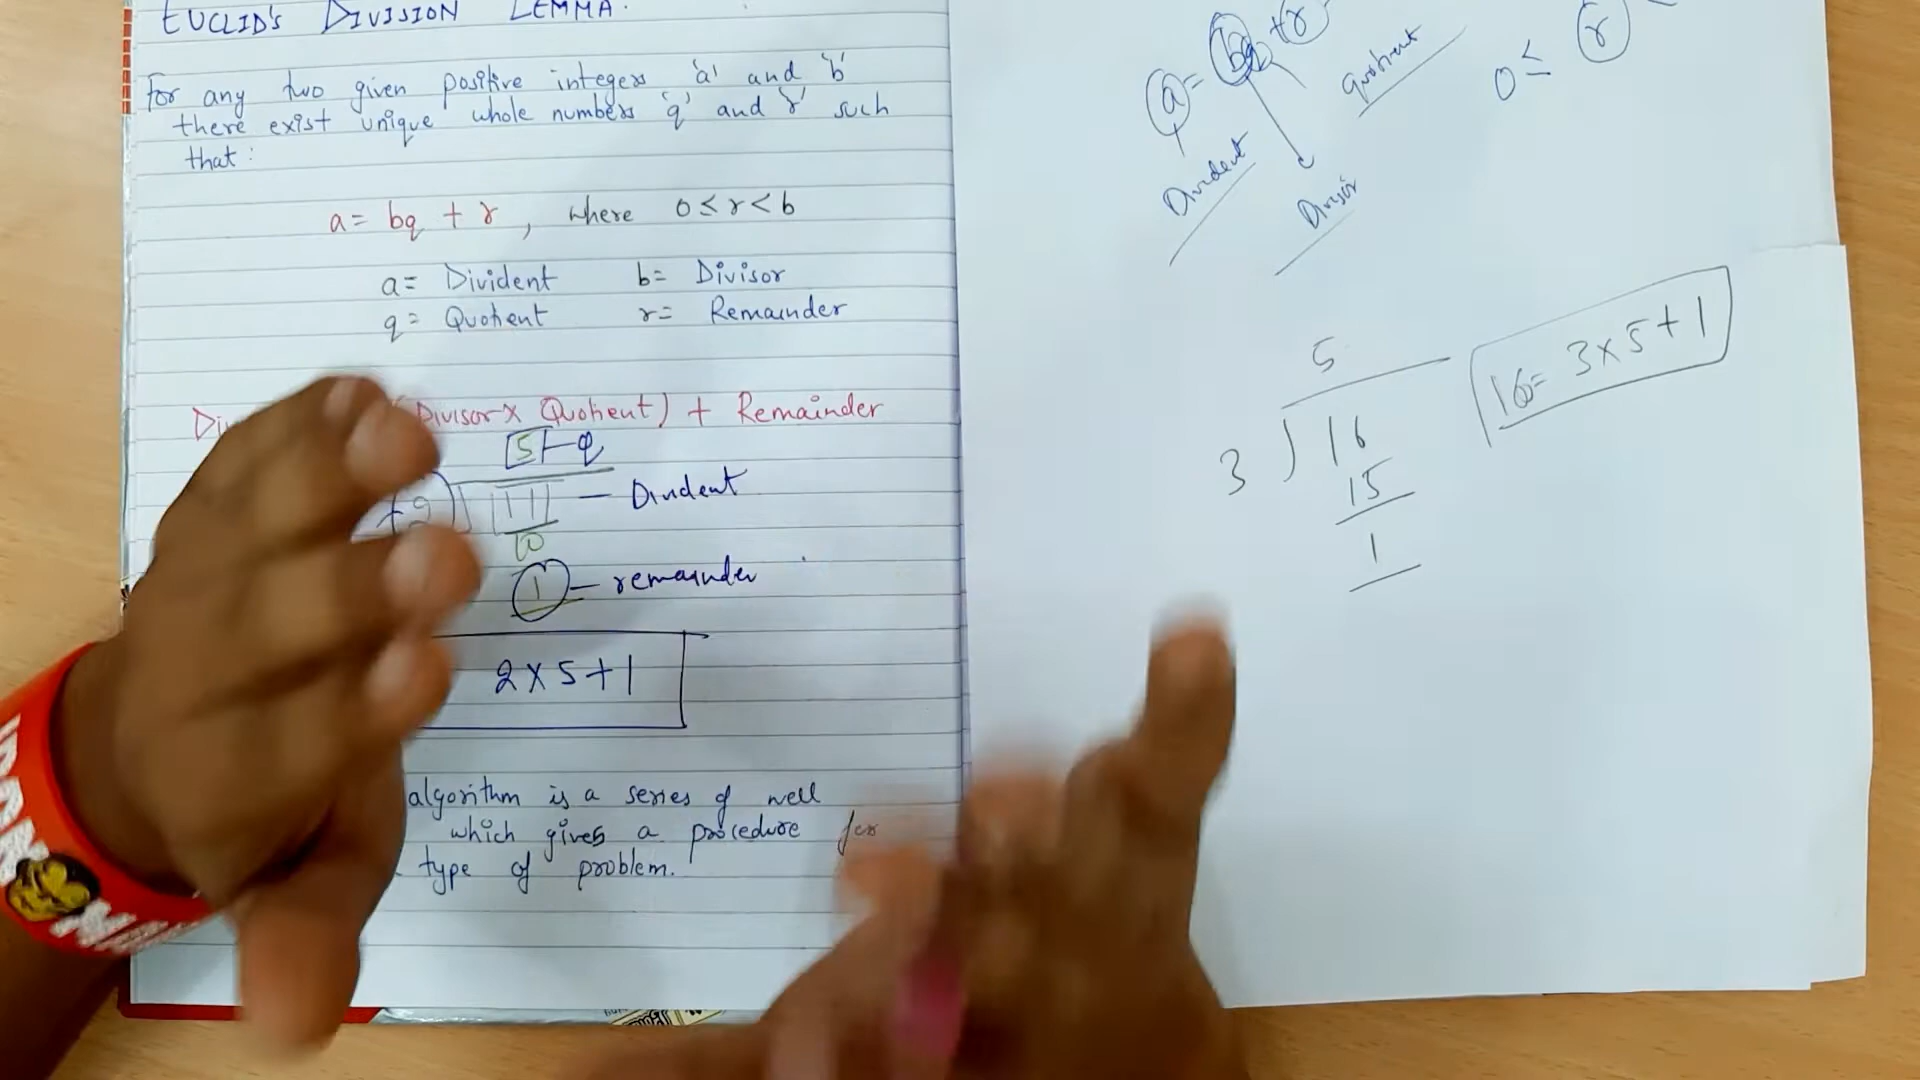 EUCLID'S DIVISION LEMMA.
For any two given positive integers 'a' and 'b'
there exist unique whole numbers 'q' and 'r' such
that :
a = bq + r , where 0 ≤ r < b
a = Divident b = Divisor
q = Quotient r = Remainder
(Divisor X Quotient) + Remainder
5 - q
2 11 - Dividend
10
1 - remainder
2 X 5 + 1
algorithm is a series of well
which gives a procedure for
type of problem.
a = bq + r
0 ≤ r
Quotient
Divident
Divisor
5
3 ) 16
15
1
16 = 3 x 5 + 1